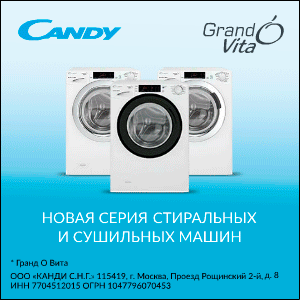 CANDY
Grand Ó
Vita
НОВАЯ СЕРИЯ СТИРАЛЬНЫХ
И СУШИЛЬНЫХ МАШИН
* Гранд О Вита
ООО «КАНДИ С.Н.Г.» 115419, г. Москва, Проезд Рощинский 2-й, д. 8
ИНН 7704512015 ОГРН 1047796070453